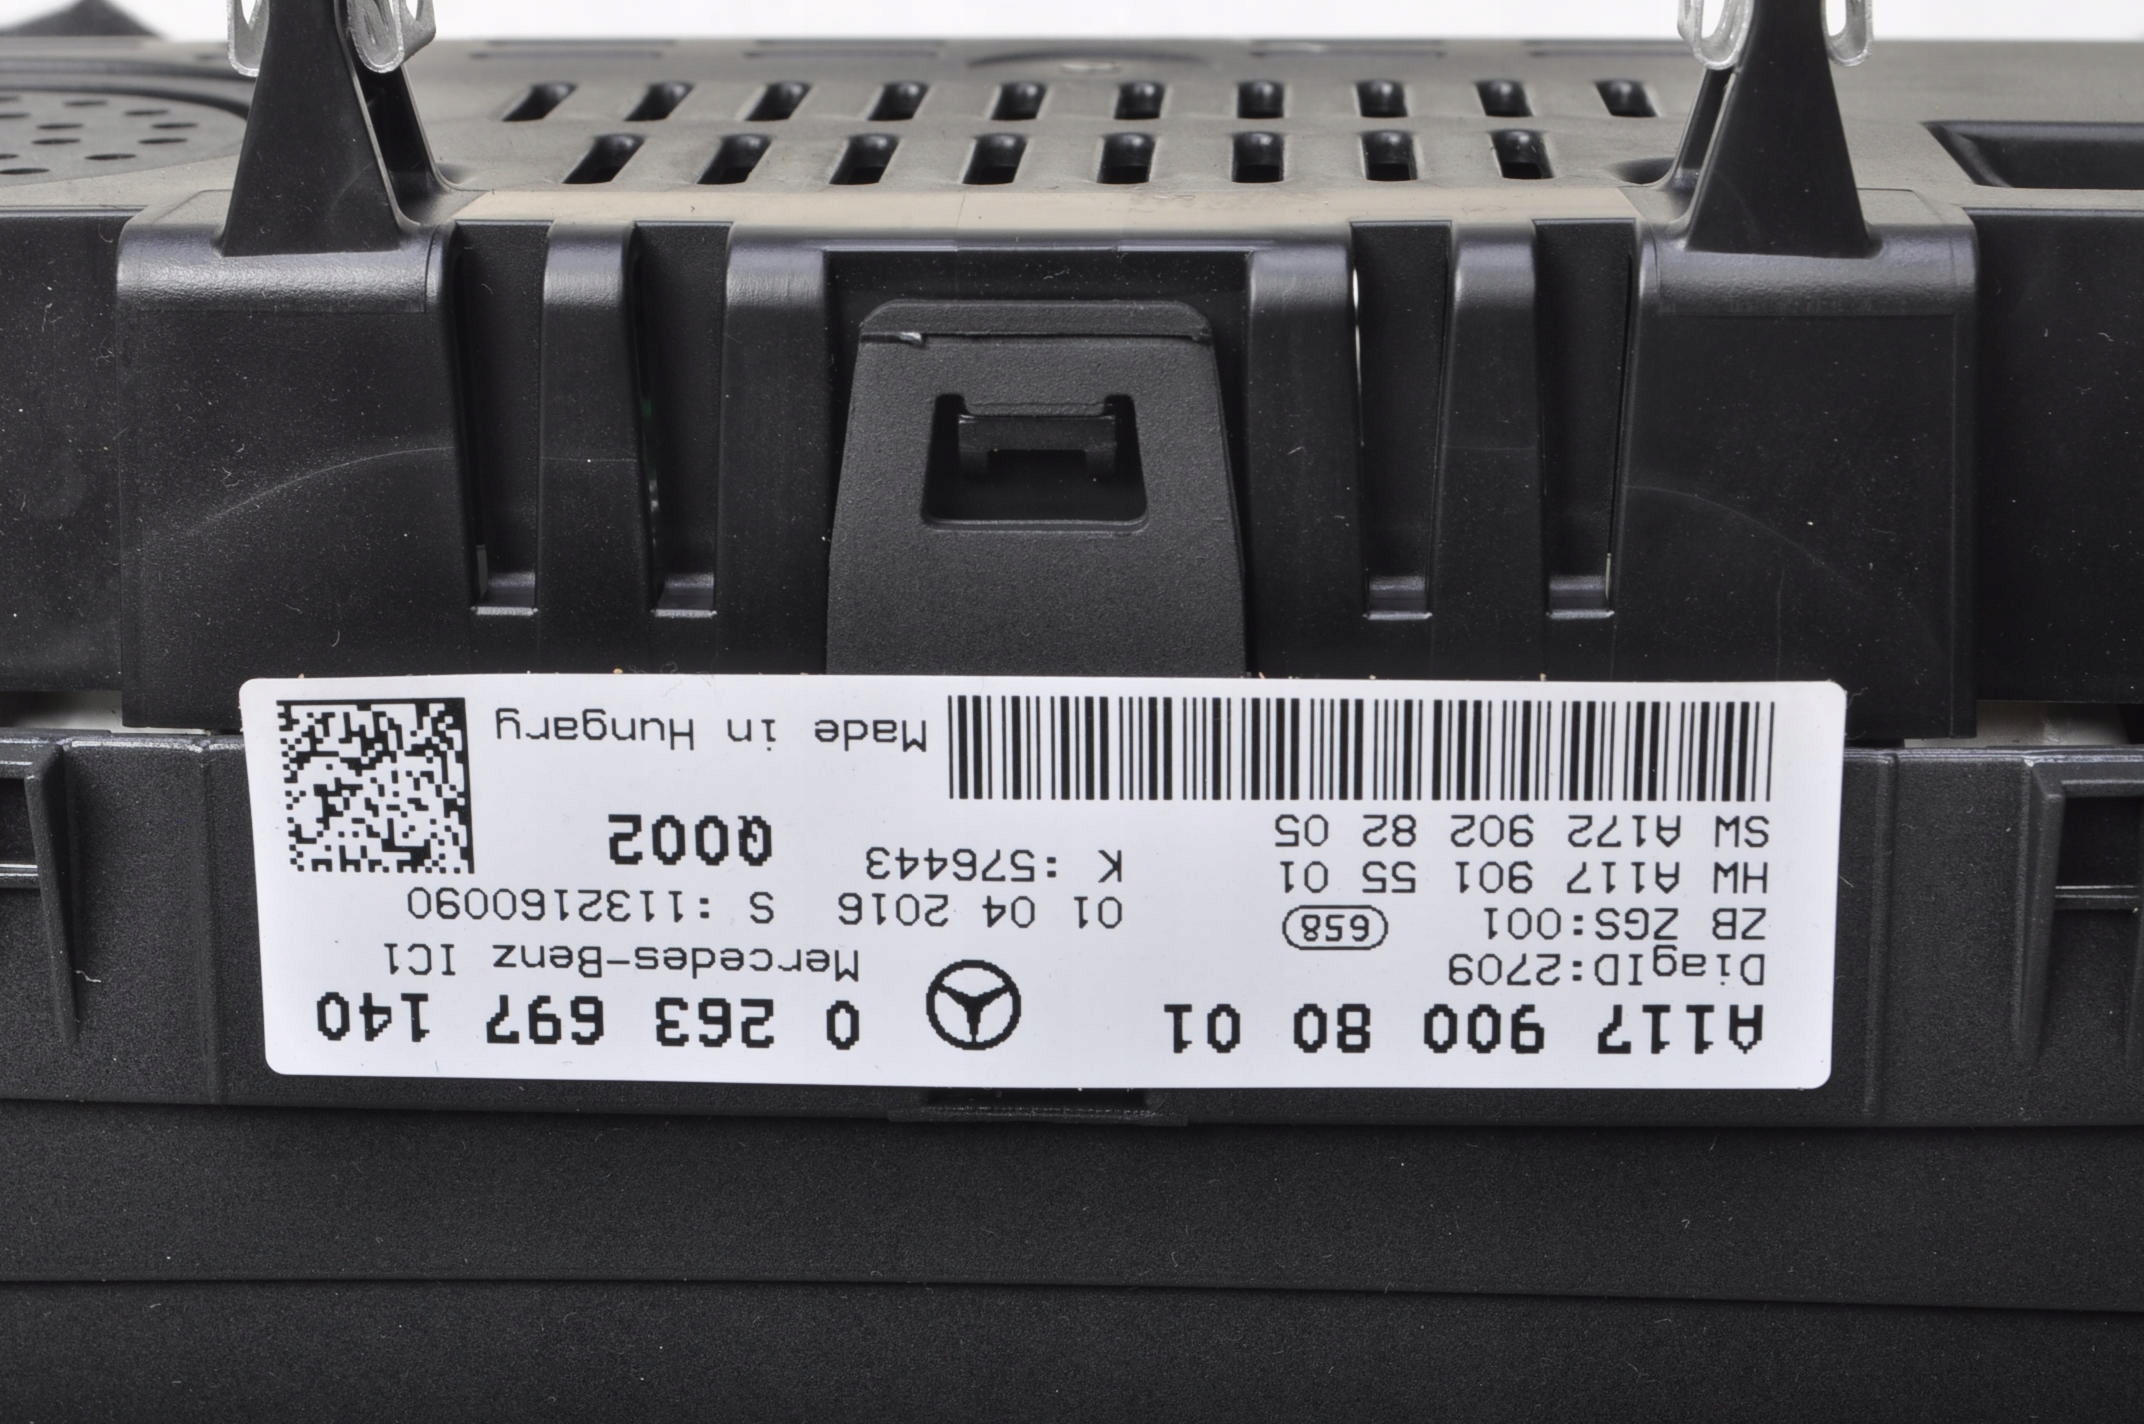 A117 900 80 01
0 263 697 140
DiagID:2709
Mercedes-Benz IC1
ZB ZGS:001
658
01 04 2016
S :1132160090
HW A117 901 55 01
K :576443
Q002
SW A172 902 82 05
Made in Hungary